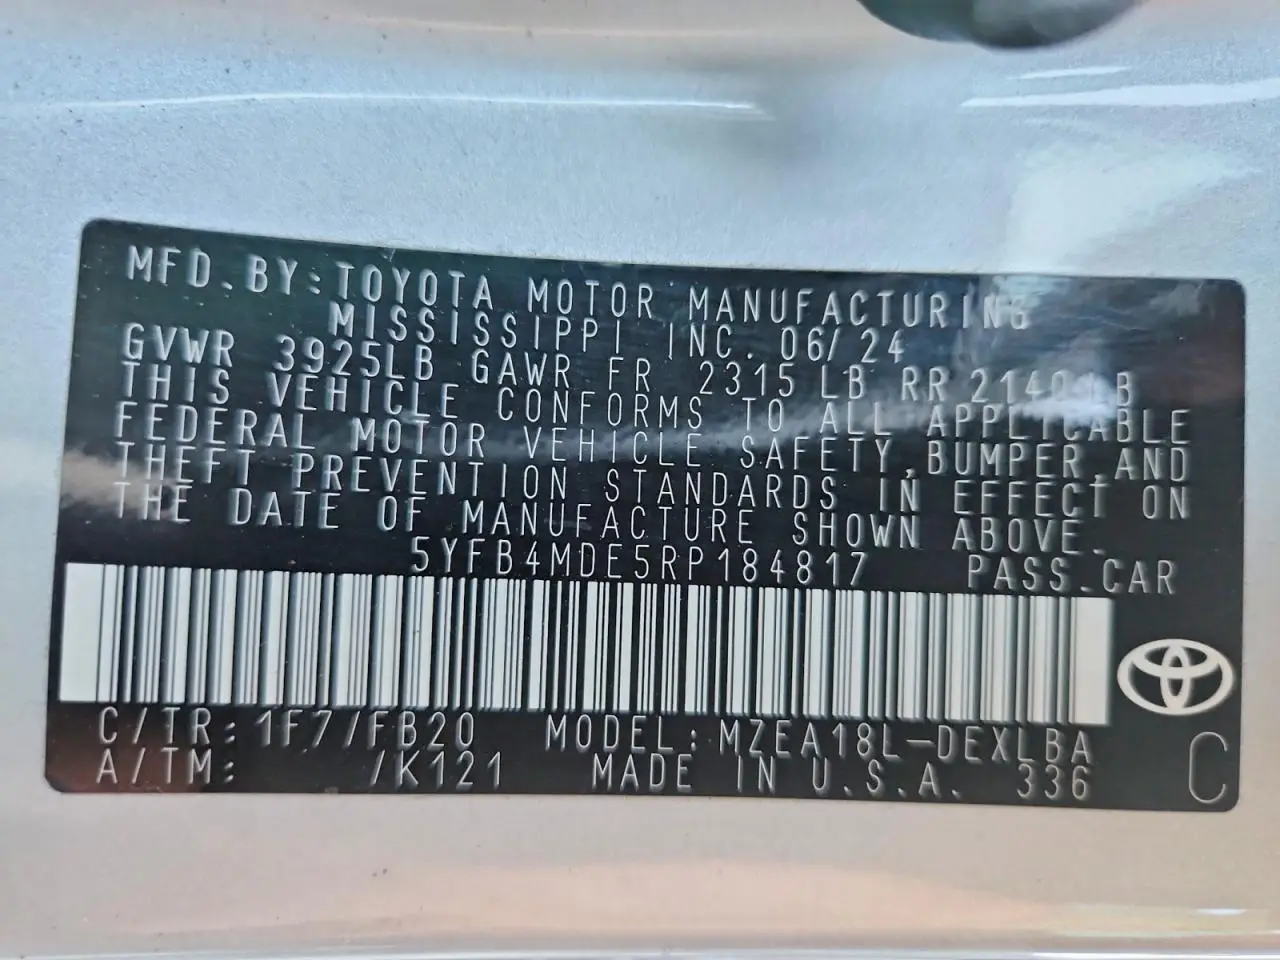 MFD. BY: TOYOTA MOTOR MANUFACTURING
MISSISSIPPI INC. 06/24
GVWR 3925LB GAWR FR 2315LB RR 2140LB
THIS VEHICLE CONFORMS TO ALL APPLICABLE
FEDERAL MOTOR VEHICLE SAFETY, BUMPER, AND
THEFT PREVENTION STANDARDS IN EFFECT ON
THE DATE OF MANUFACTURE SHOWN ABOVE.
5YFB4MDE5RP184817 PASS. CAR
C/TR: 1F7/FB20 MODEL: MZEA18L-DEXLBA
A/TM: /K121 MADE IN U.S.A. 336 C